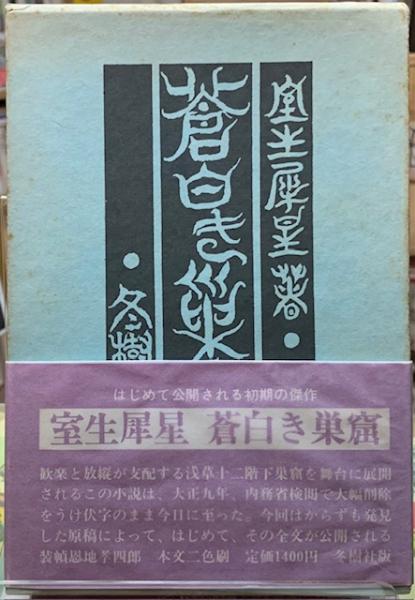 室生犀星著・
蒼白き巣
・冬樹
はじめて公開される初期の傑作
室生犀星 蒼白き巣窟
歓楽と放縦が支配する浅草十二階下巣窟を舞台に展開
されるこの小説は、大正九年、内務省検閲で大幅削除
をうけ伏字のまま今日に至った。今回はからずも発見
した原稿によって、はじめて、その全文が公開される
装幀恩地孝四郎 本文二色刷 定価1400円 冬樹社版